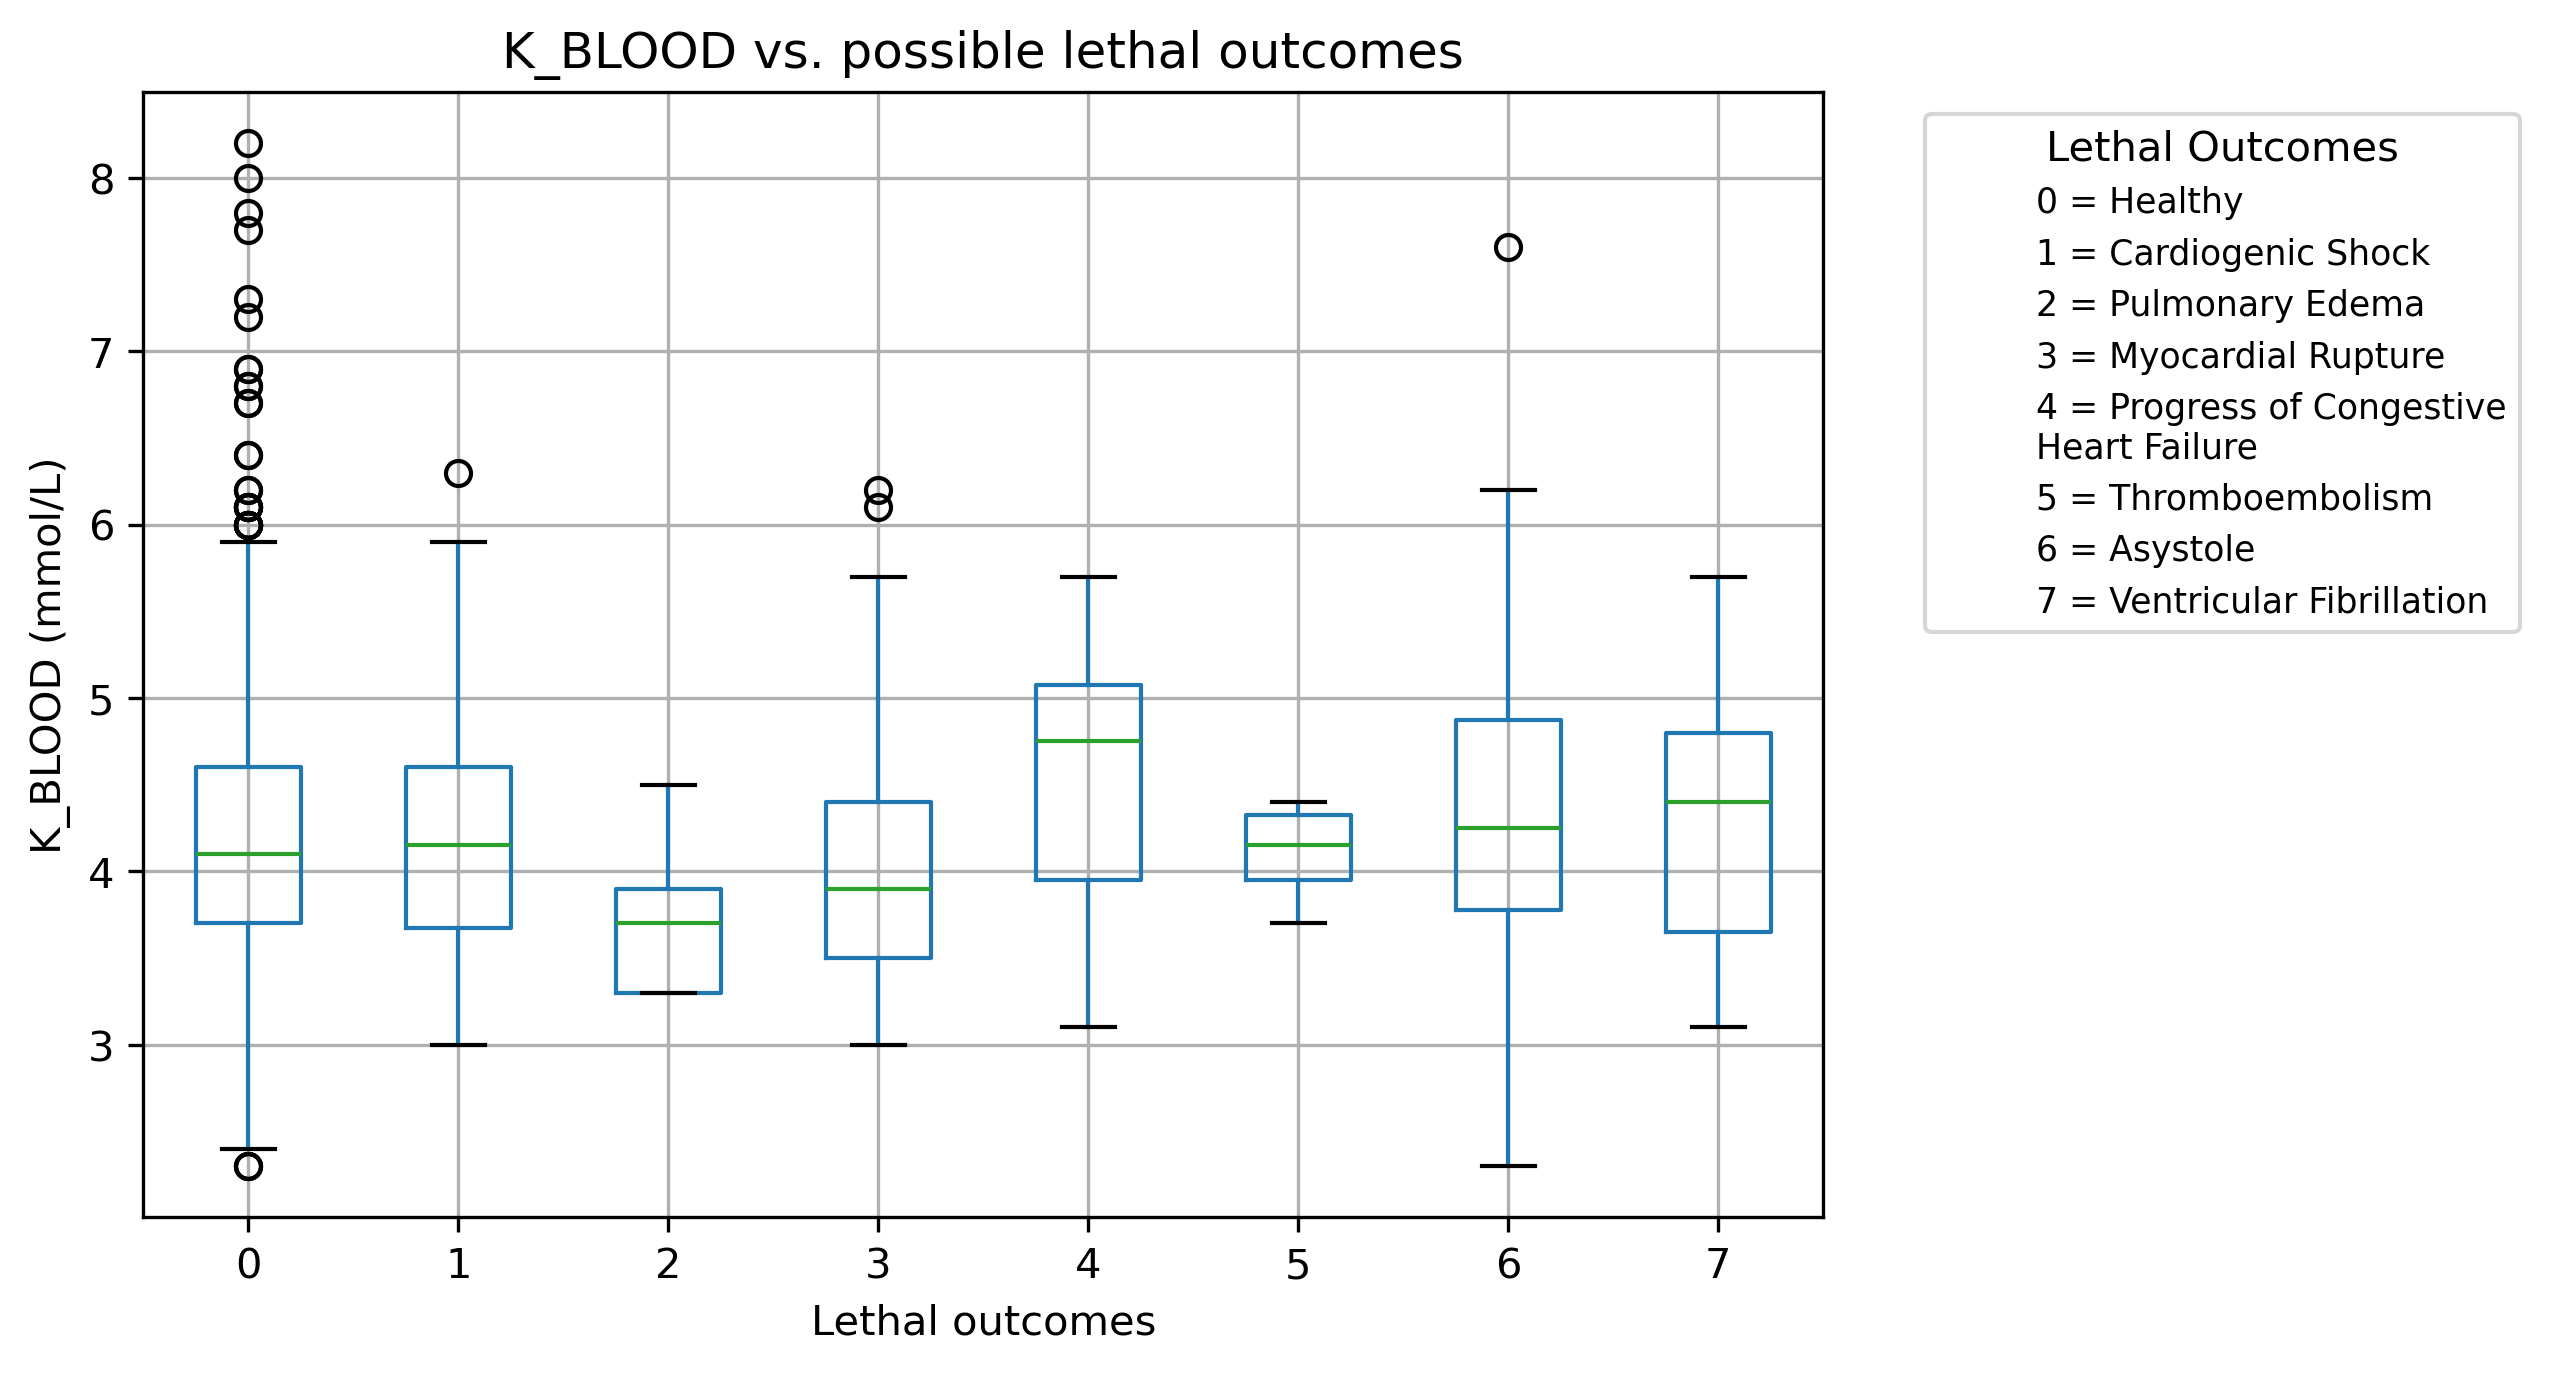 K_BLOOD vs. possible lethal outcomes
K_BLOOD (mmol/L)
8
7
6
5
4
3
0 1 2 3 4 5 6 7
Lethal outcomes
Lethal Outcomes
0 = Healthy
1 = Cardiogenic Shock
2 = Pulmonary Edema
3 = Myocardial Rupture
4 = Progress of Congestive
Heart Failure
5 = Thromboembolism
6 = Asystole
7 = Ventricular Fibrillation